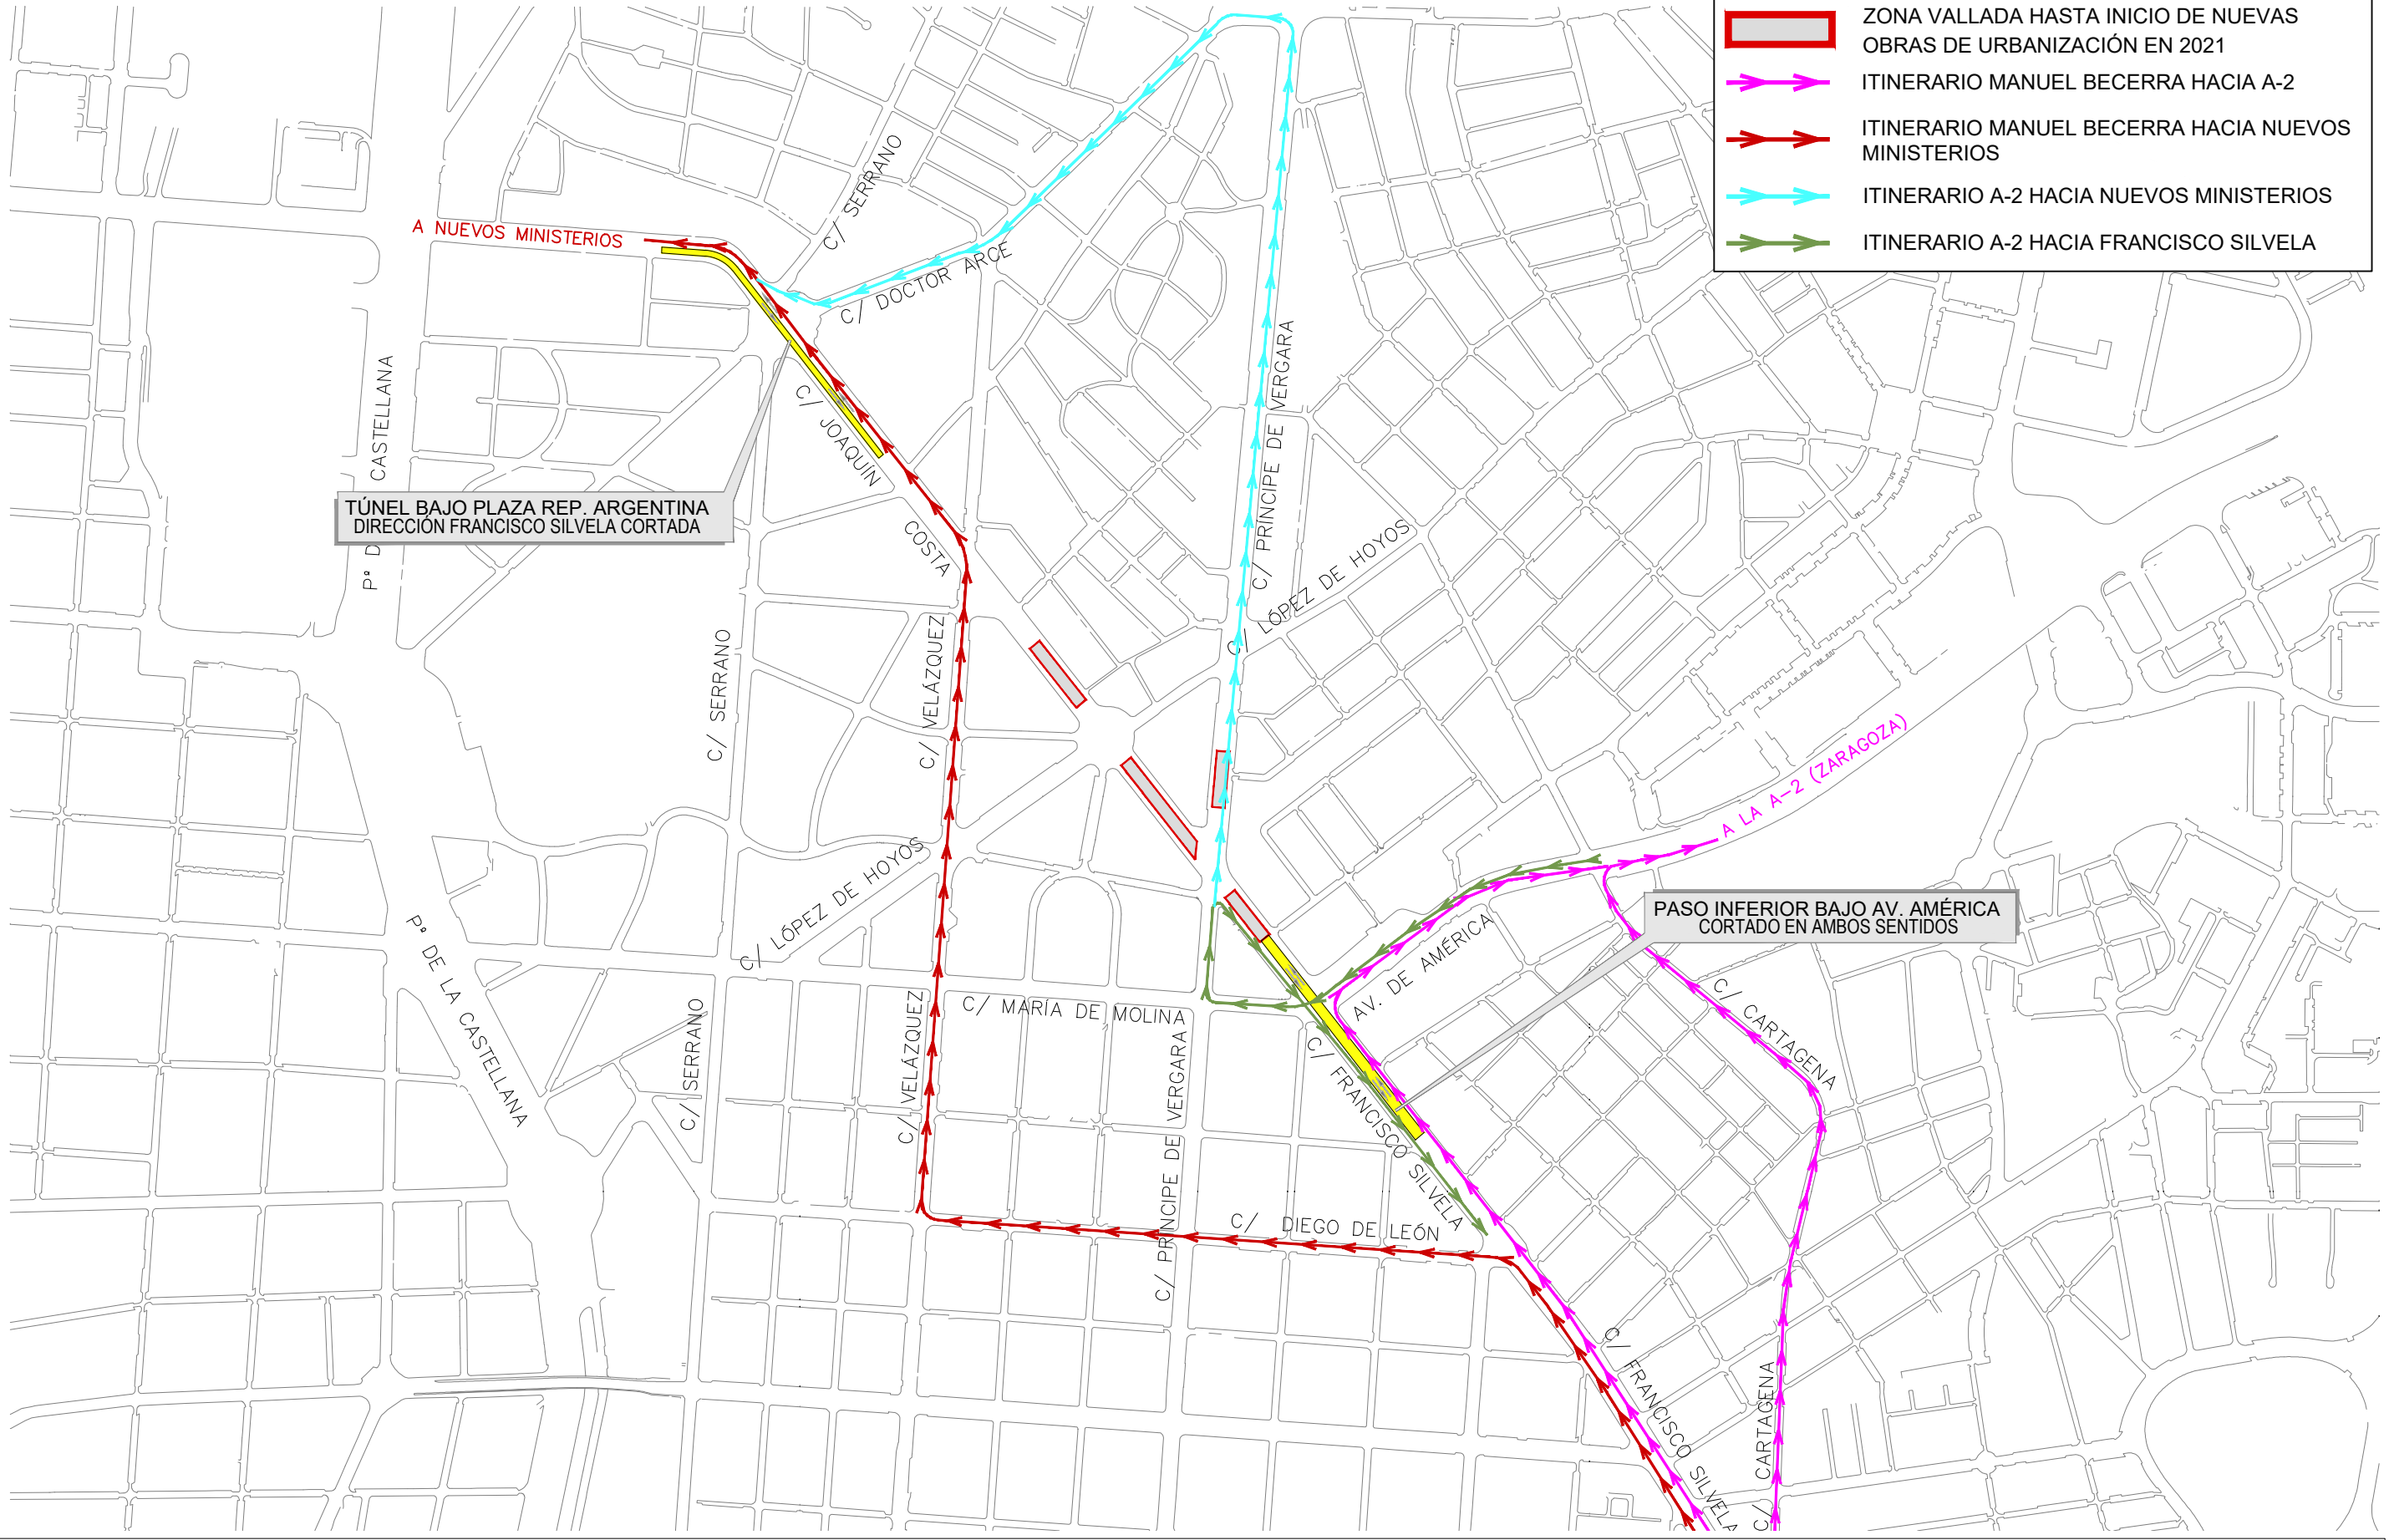 ZONA VALLADA HASTA INICIO DE NUEVAS
OBRAS DE URBANIZACIÓN EN 2021
ITINERARIO MANUEL BECERRA HACIA A-2
ITINERARIO MANUEL BECERRA HACIA NUEVOS
MINISTERIOS
ITINERARIO A-2 HACIA NUEVOS MINISTERIOS
ITINERARIO A-2 HACIA FRANCISCO SILVELA
C/ SERRANO
A NUEVOS MINISTERIOS
C/ DOCTOR ARCE
C/ PRÍNCIPE DE VERGARA
Pº D CASTELLANA
C/ JOAQUÍN
COSTA
TÚNEL BAJO PLAZA REP. ARGENTINA
DIRECCIÓN FRANCISCO SILVELA CORTADA
C/ LÓPEZ DE HOYOS
C/ SERRANO
C/ VELÁZQUEZ
A LA A-2 (ZARAGOZA)
C/ LÓPEZ DE HOYOS
PASO INFERIOR BAJO AV. AMÉRICA
CORTADO EN AMBOS SENTIDOS
Pº DE LA CASTELLANA
AV. DE AMÉRICA
C/ CARTAGENA
C/ SERRANO
C/ VELÁZQUEZ
C/ MARÍA DE MOLINA
C/ PRÍNCIPE DE VERGARA
C/ FRANCISCO SILVELA
C/ DIEGO DE LEÓN
C/ FRANCISCO SILVELA
C/ CARTAGENA